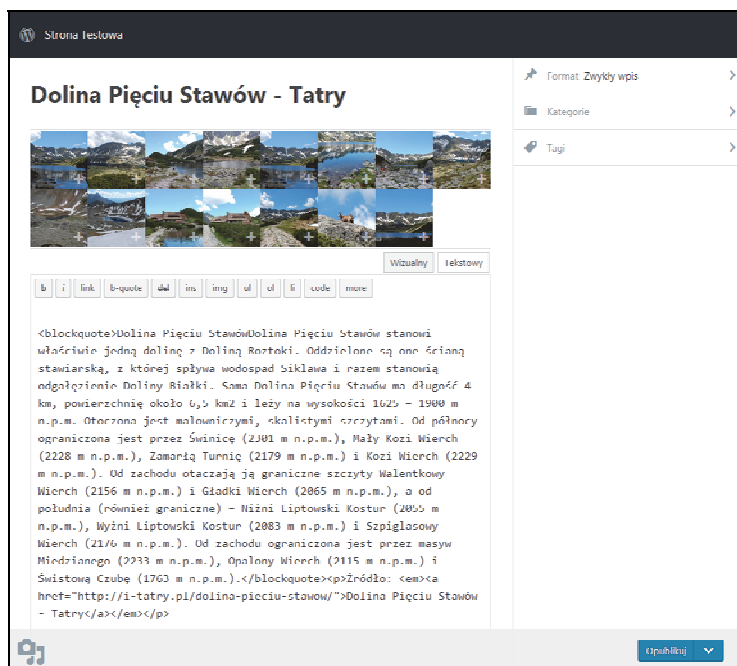 Strona Testowa
Dolina Pięciu Stawów - Tatry
Format: Zwykły wpis
Kategorie
Tagi
Wizualny Tekstowy
b i link b-quote del ins img ul ol li code more
<blockquote>Dolina Pięciu StawówDolina Pięciu Stawów stanowi
właściwie jedną dolinę z Doliną Roztoki. Oddzielone są one ścianą
stawiarską, z której spływa wodospad Siklawa i razem stanowią
odgałęzienie Doliny Białki. Sama Dolina Pięciu Stawów ma długość 4
km, powierzchnię około 6,5 km2 i leży na wysokości 1625 – 1900 m
n.p.m. Otoczona jest malowniczymi, skalistymi szczytami. Od północy
ograniczona jest przez Świnicę (2301 m n.p.m.), Mały Kozi Wierch
(2228 m n.p.m.), Zamarłą Turnię (2179 m n.p.m.) i Kozi Wierch (2229
m n.p.m.). Od zachodu otaczają ją graniczne szczyty Walentkowy
Wierch (2156 m n.p.m.) i Gładki Wierch (2065 m n.p.m.), a od
południa (również graniczne) – Niżni Liptowski Kostur (2055 m
n.p.m.), Wyżni Liptowski Kostur (2083 m n.p.m.) i Szpiglasowy
Wierch (2176 m n.p.m.). Od zachodu ograniczona jest przez masyw
Miedzianego (2233 m n.p.m.), Opalony Wierch (2115 m n.p.m.) i
Świstową Czubę (1763 m n.p.m.).</blockquote><p>Źródło: <em><a
href="http://i-tatry.pl/dolina-pieciu-stawow/">Dolina Pięciu Stawów
- Tatry</a></em></p>
Opublikuj